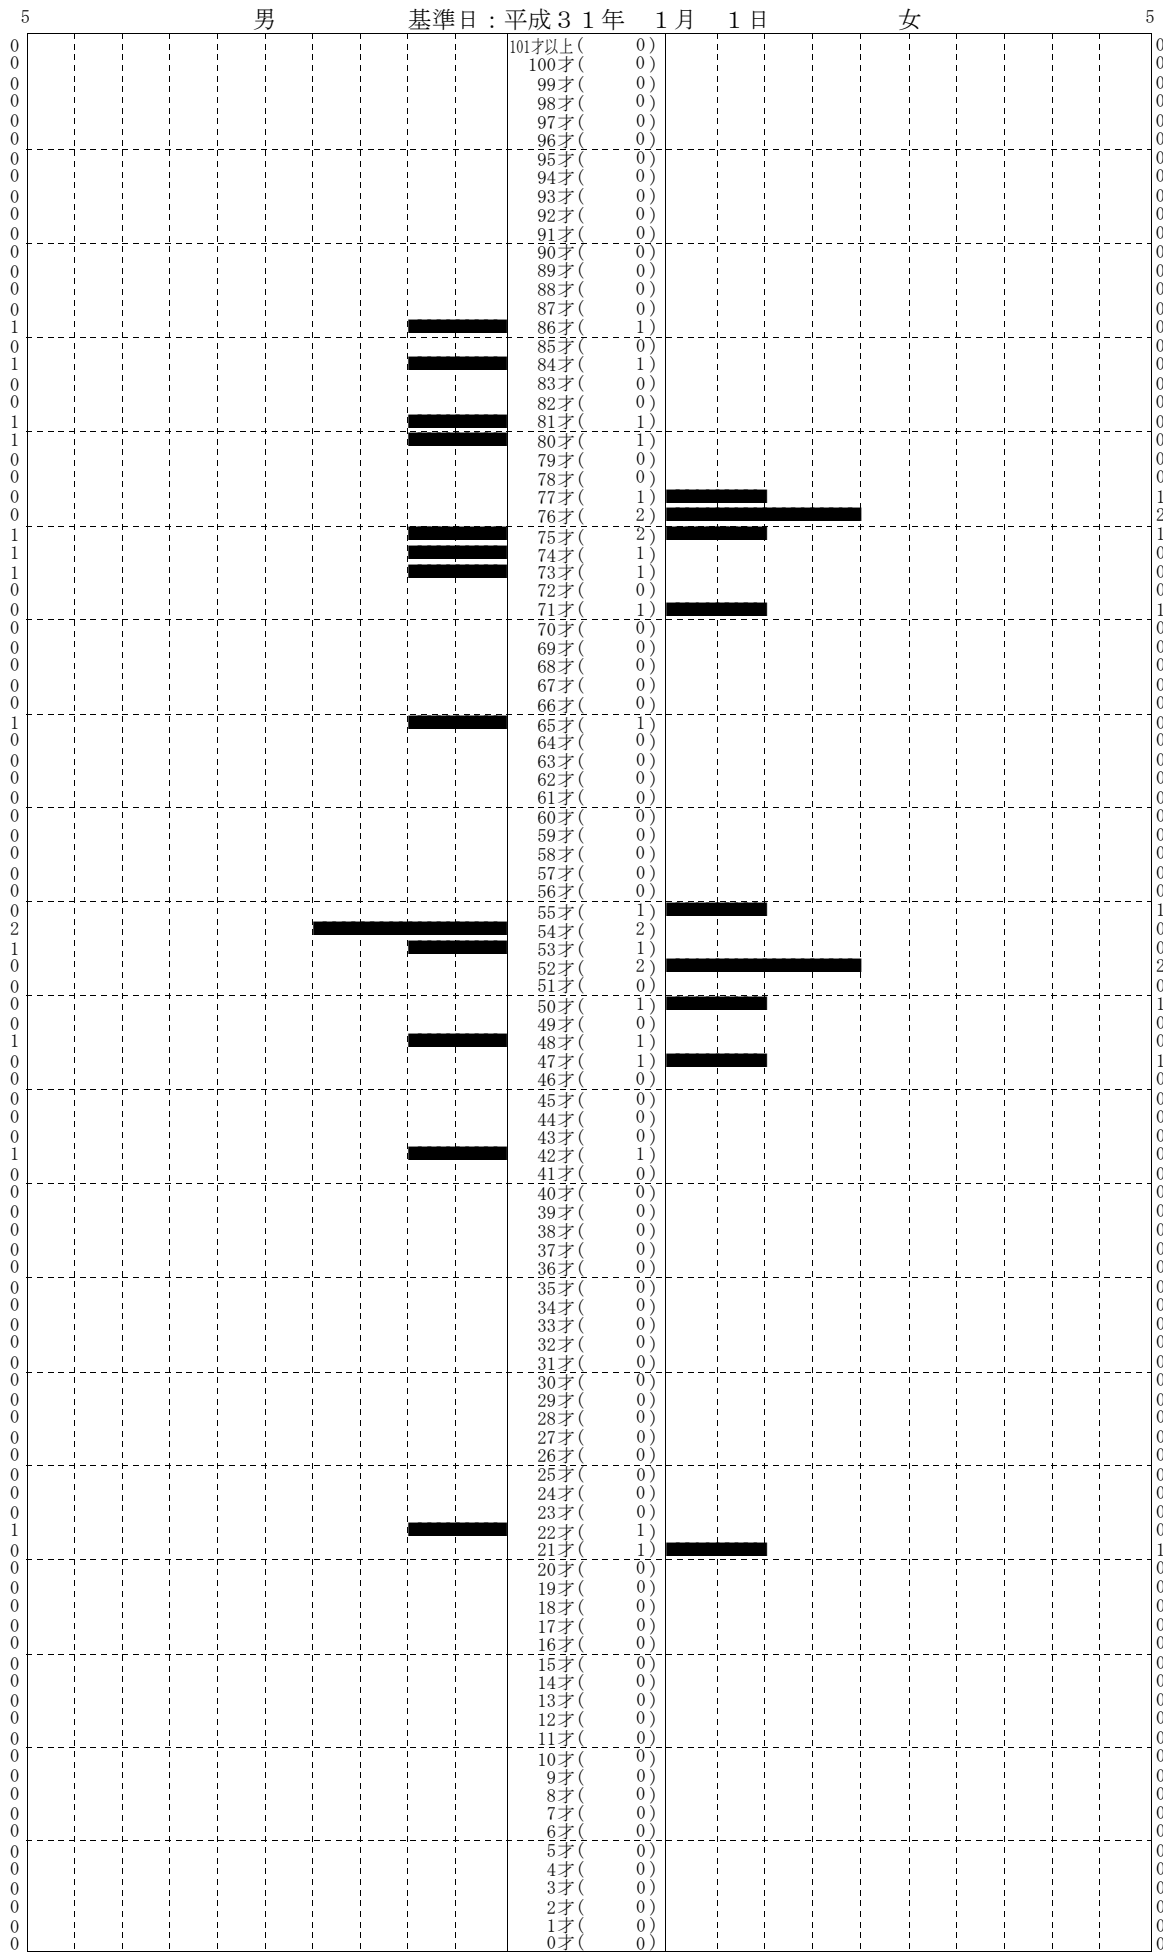 5 男 基準日：平成３１年　１月　１日 女 5
0 101才以上( 0) 0
0 100才( 0) 0
0 99才( 0) 0
0 98才( 0) 0
0 97才( 0) 0
0 96才( 0) 0
0 95才( 0) 0
0 94才( 0) 0
0 93才( 0) 0
0 92才( 0) 0
0 91才( 0) 0
0 90才( 0) 0
0 89才( 0) 0
0 88才( 0) 0
0 87才( 0) 0
1 86才( 1) 0
0 85才( 0) 0
1 84才( 1) 0
0 83才( 0) 0
0 82才( 0) 0
1 81才( 1) 0
1 80才( 1) 0
0 79才( 0) 0
0 78才( 0) 0
0 77才( 1) 1
0 76才( 2) 2
1 75才( 2) 1
1 74才( 1) 0
1 73才( 1) 0
0 72才( 0) 0
0 71才( 1) 1
0 70才( 0) 0
0 69才( 0) 0
0 68才( 0) 0
0 67才( 0) 0
0 66才( 0) 0
1 65才( 1) 0
0 64才( 0) 0
0 63才( 0) 0
0 62才( 0) 0
0 61才( 0) 0
0 60才( 0) 0
0 59才( 0) 0
0 58才( 0) 0
0 57才( 0) 0
0 56才( 0) 0
0 55才( 1) 1
2 54才( 2) 0
1 53才( 1) 0
0 52才( 2) 2
0 51才( 0) 0
0 50才( 1) 1
0 49才( 0) 0
1 48才( 1) 0
0 47才( 1) 1
0 46才( 0) 0
0 45才( 0) 0
0 44才( 0) 0
0 43才( 0) 0
1 42才( 1) 0
0 41才( 0) 0
0 40才( 0) 0
0 39才( 0) 0
0 38才( 0) 0
0 37才( 0) 0
0 36才( 0) 0
0 35才( 0) 0
0 34才( 0) 0
0 33才( 0) 0
0 32才( 0) 0
0 31才( 0) 0
0 30才( 0) 0
0 29才( 0) 0
0 28才( 0) 0
0 27才( 0) 0
0 26才( 0) 0
0 25才( 0) 0
0 24才( 0) 0
0 23才( 0) 0
1 22才( 1) 0
0 21才( 1) 1
0 20才( 0) 0
0 19才( 0) 0
0 18才( 0) 0
0 17才( 0) 0
0 16才( 0) 0
0 15才( 0) 0
0 14才( 0) 0
0 13才( 0) 0
0 12才( 0) 0
0 11才( 0) 0
0 10才( 0) 0
0 9才( 0) 0
0 8才( 0) 0
0 7才( 0) 0
0 6才( 0) 0
0 5才( 0) 0
0 4才( 0) 0
0 3才( 0) 0
0 2才( 0) 0
0 1才( 0) 0
0 0才( 0) 0